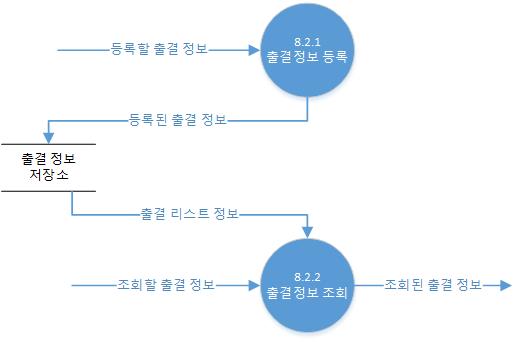 등록할 출결 정보
8.2.1
출결정보 등록
등록된 출결 정보
출결 정보
저장소
출결 리스트 정보
조회할 출결 정보
8.2.2
출결정보 조회
조회된 출결 정보